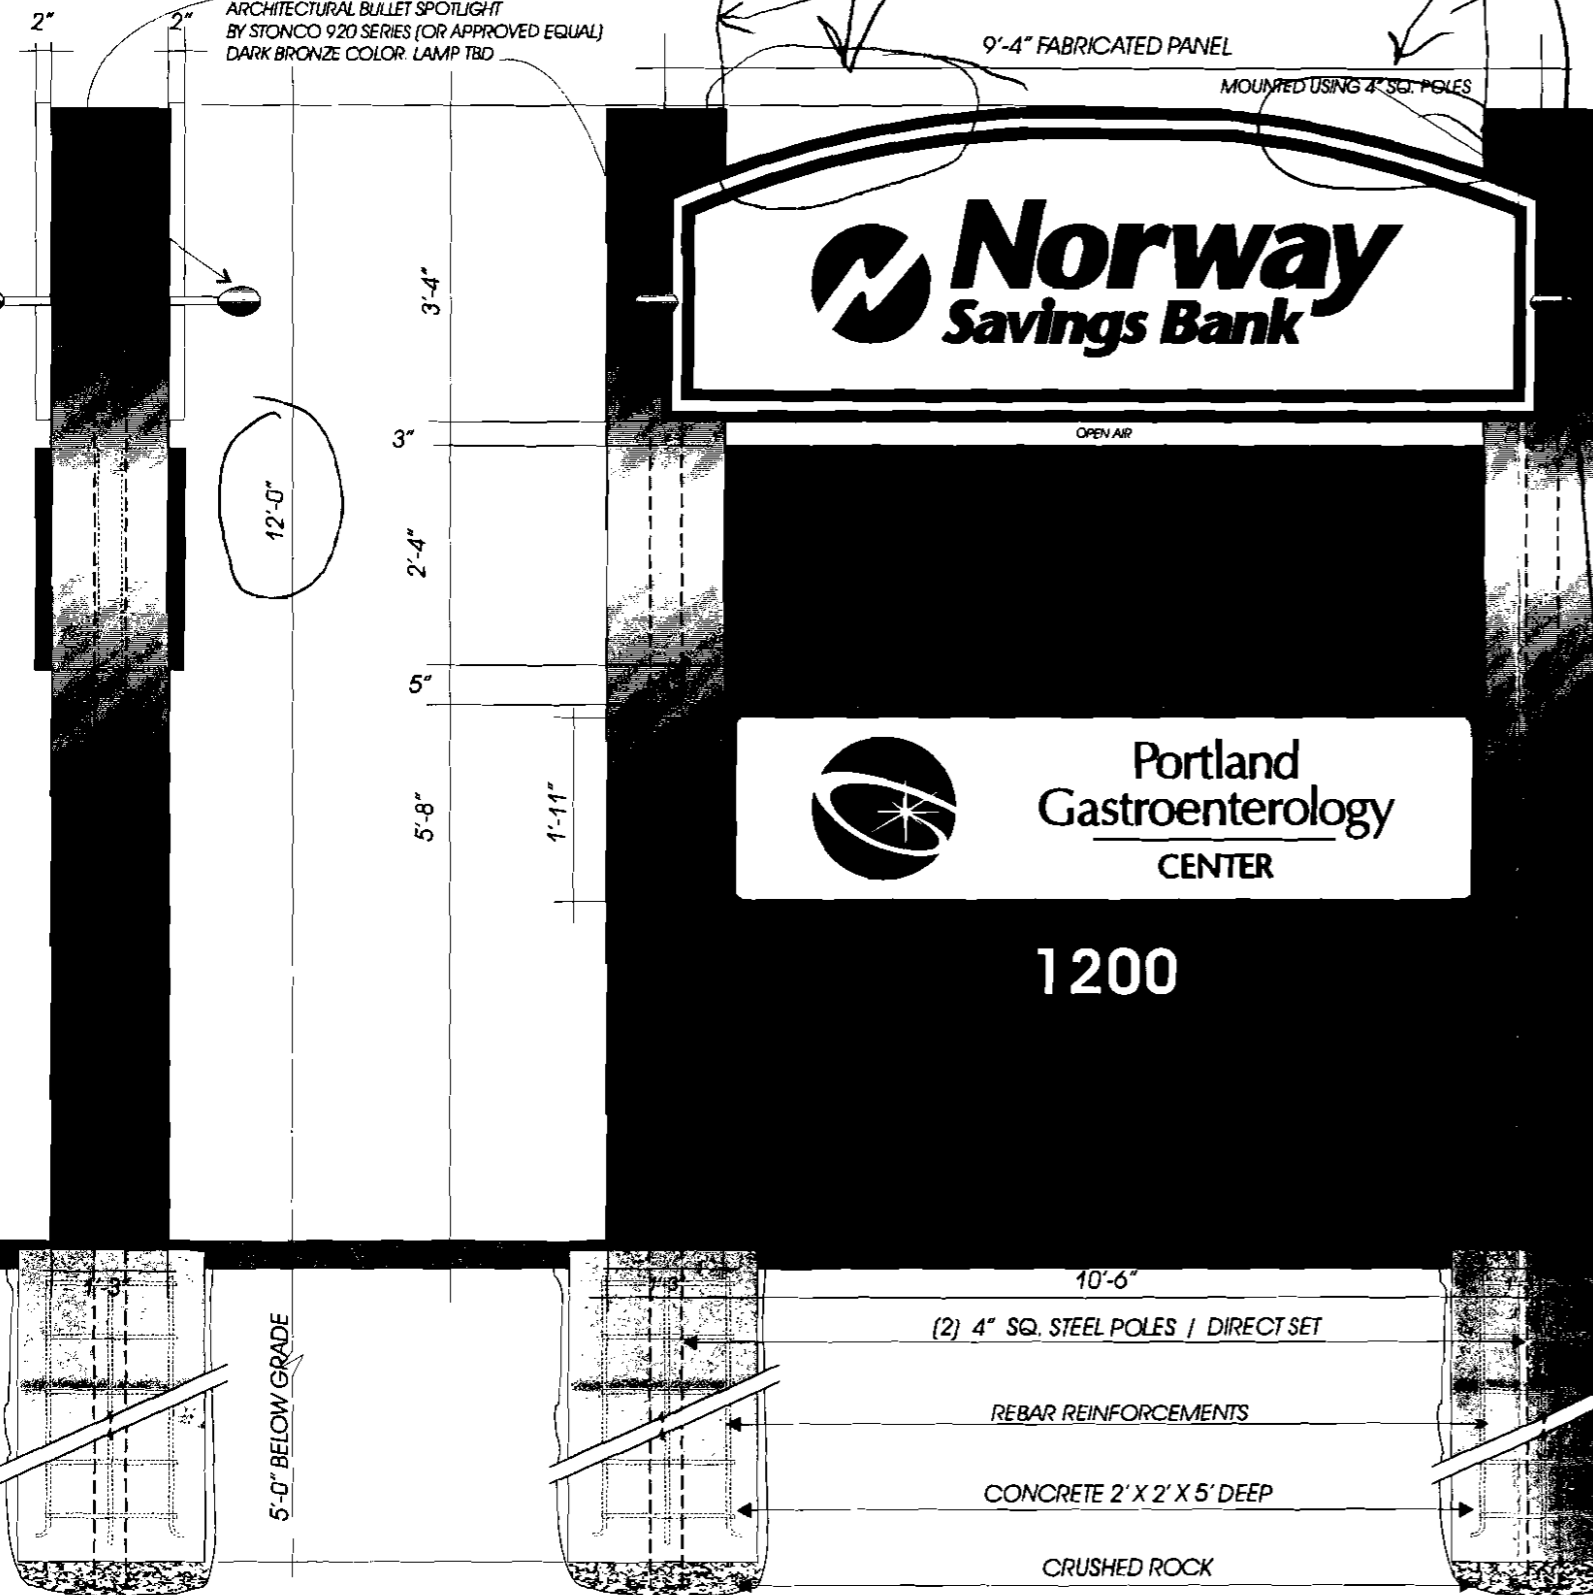 2" 2"
ARCHITECTURAL BULLET SPOTLIGHT
BY STONCO 920 SERIES (OR APPROVED EQUAL)
DARK BRONZE COLOR. LAMP TBD
9'-4" FABRICATED PANEL
MOUNTED USING 4" SQ. POLES
Norway
Savings Bank
3'-4"
3"
OPEN AIR
12'-0"
2'-4"
5"
5'-8"
1'-11"
Portland
Gastroenterology
CENTER
1200
1'-3"
10'-6"
(2) 4" SQ. STEEL POLES / DIRECT SET
5'-0" BELOW GRADE
REBAR REINFORCEMENTS
CONCRETE 2' X 2' X 5' DEEP
CRUSHED ROCK